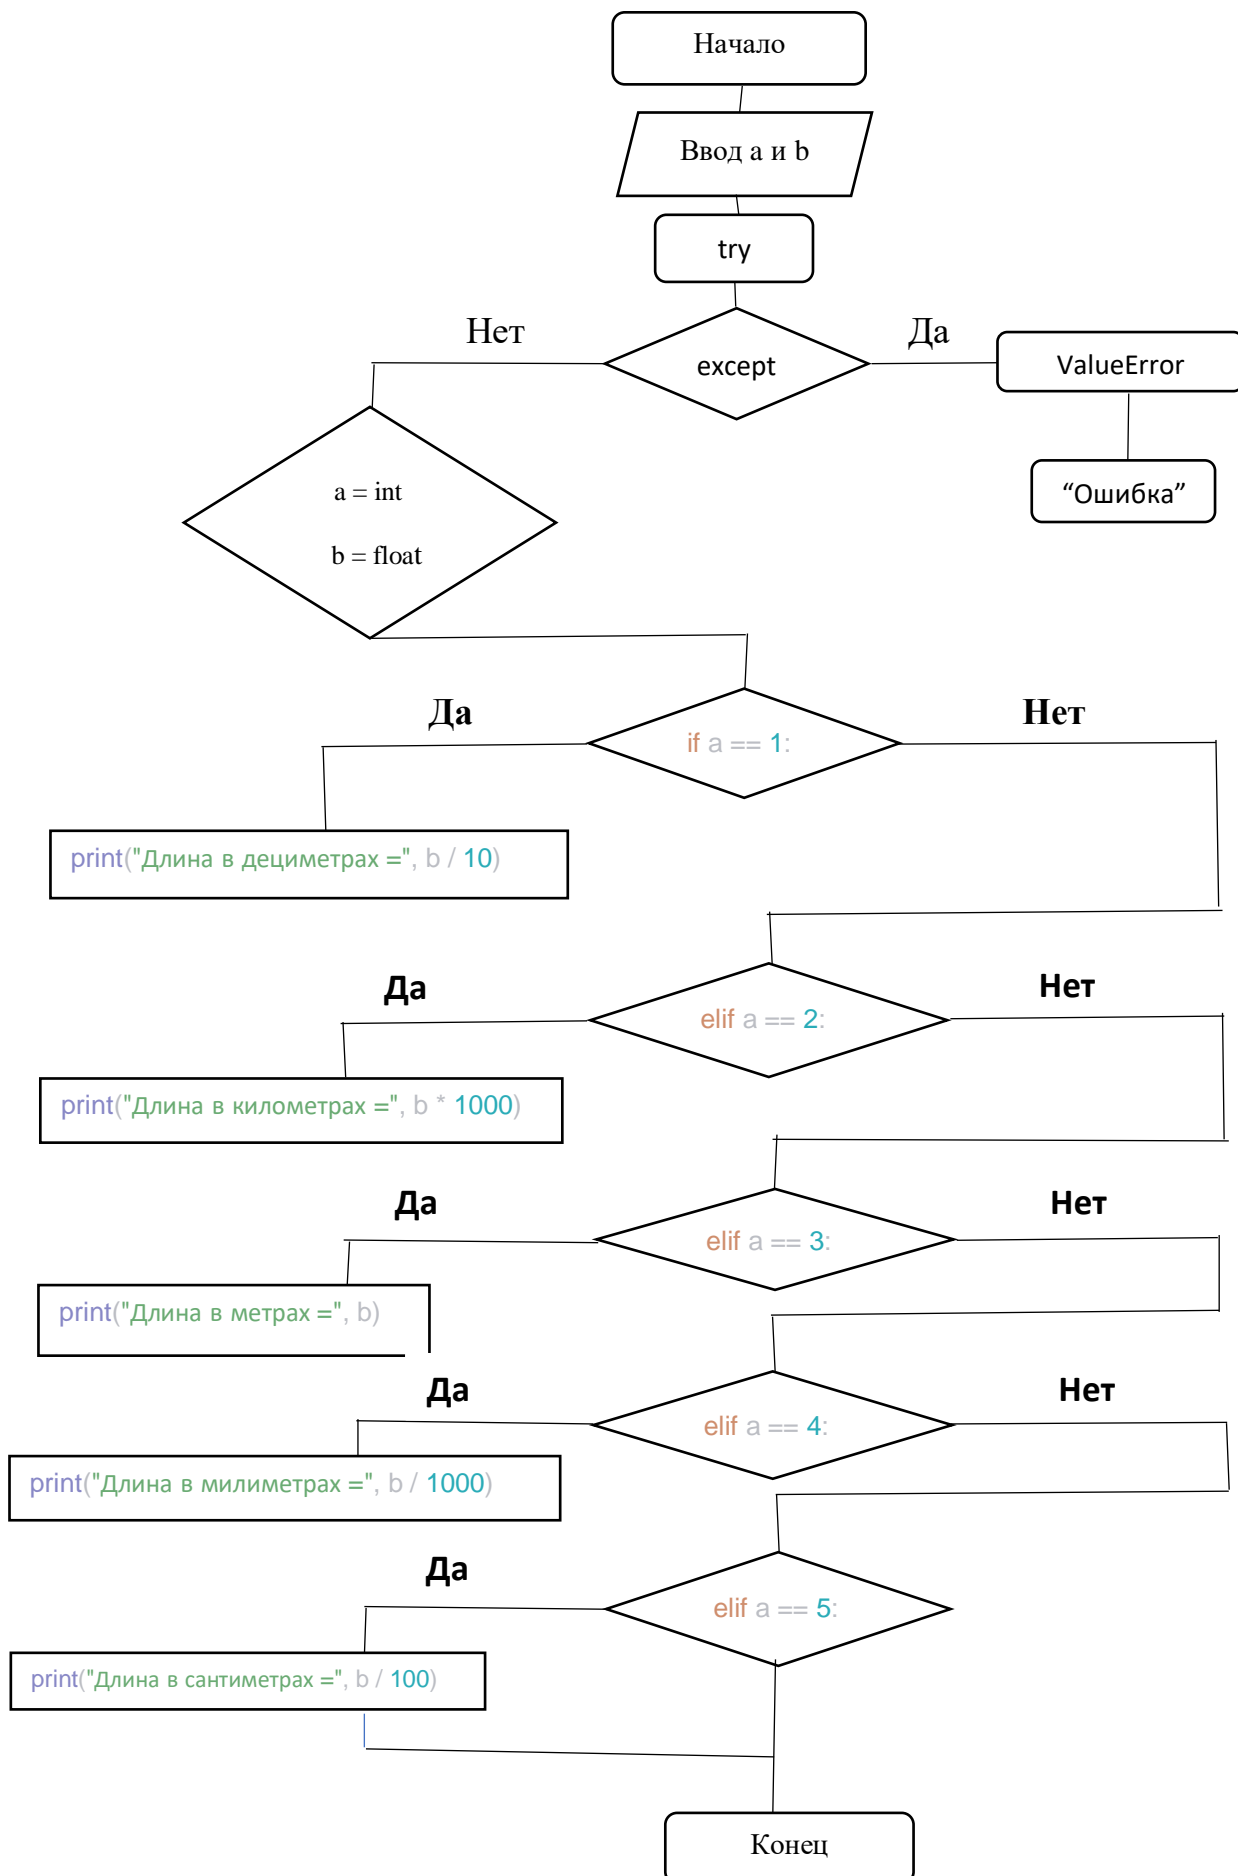 Начало
Ввод a и b
try
Нет
Да
except
ValueError
“Ошибка”
a = int
b = float
Да
Нет
if a == 1:
print("Длина в дециметрах =", b / 10)
Да
Нет
elif a == 2:
print("Длина в километрах =", b * 1000)
Да
Нет
elif a == 3:
print("Длина в метрах =", b)
Да
Нет
elif a == 4:
print("Длина в милиметрах =", b / 1000)
Да
elif a == 5:
print("Длина в сантиметрах =", b / 100)
Конец